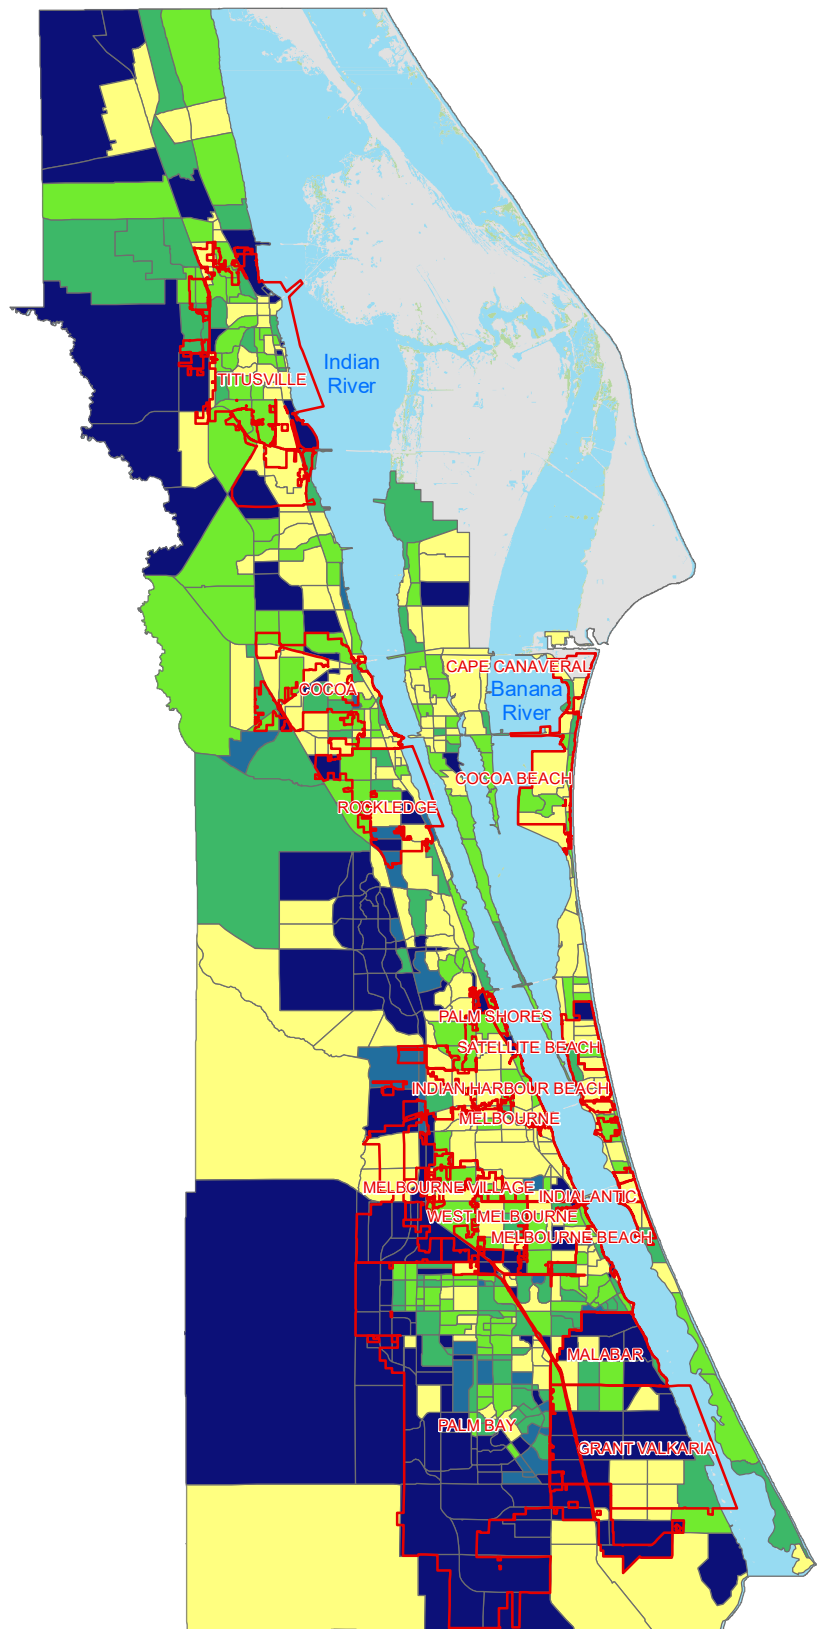 Indian
River
TITUSVILLE
CAPE CANAVERAL
COCOA
Banana
River
COCOA BEACH
ROCKLEDGE
PALM SHORES
SATELLITE BEACH
INDIAN HARBOUR BEACH
MELBOURNE
MELBOURNE VILLAGE
INDIALANTIC
WEST MELBOURNE
MELBOURNE BEACH
MALABAR
PALM BAY
GRANT VALKARIA